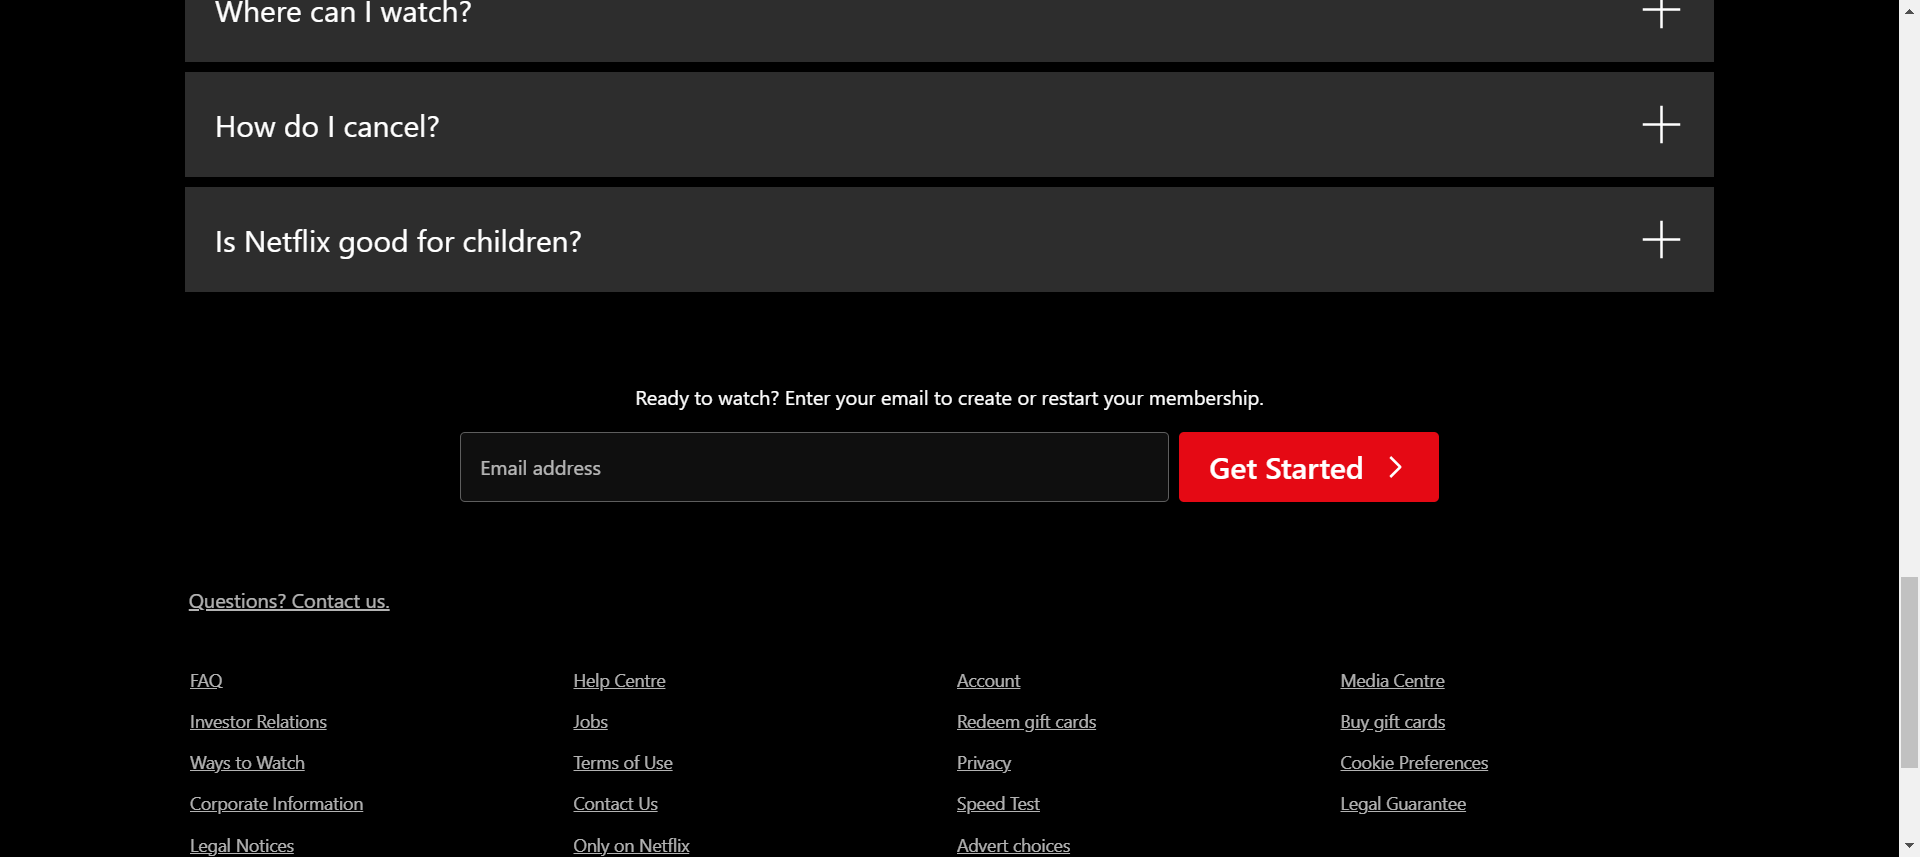 Where can I watch?
How do I cancel?
Is Netflix good for children?
Ready to watch? Enter your email to create or restart your membership.
Email address
Get Started
Questions? Contact us.
FAQ
Help Centre
Account
Media Centre
Investor Relations
Jobs
Redeem gift cards
Buy gift cards
Ways to Watch
Terms of Use
Privacy
Cookie Preferences
Corporate Information
Contact Us
Speed Test
Legal Guarantee
Legal Notices
Only on Netflix
Advert choices